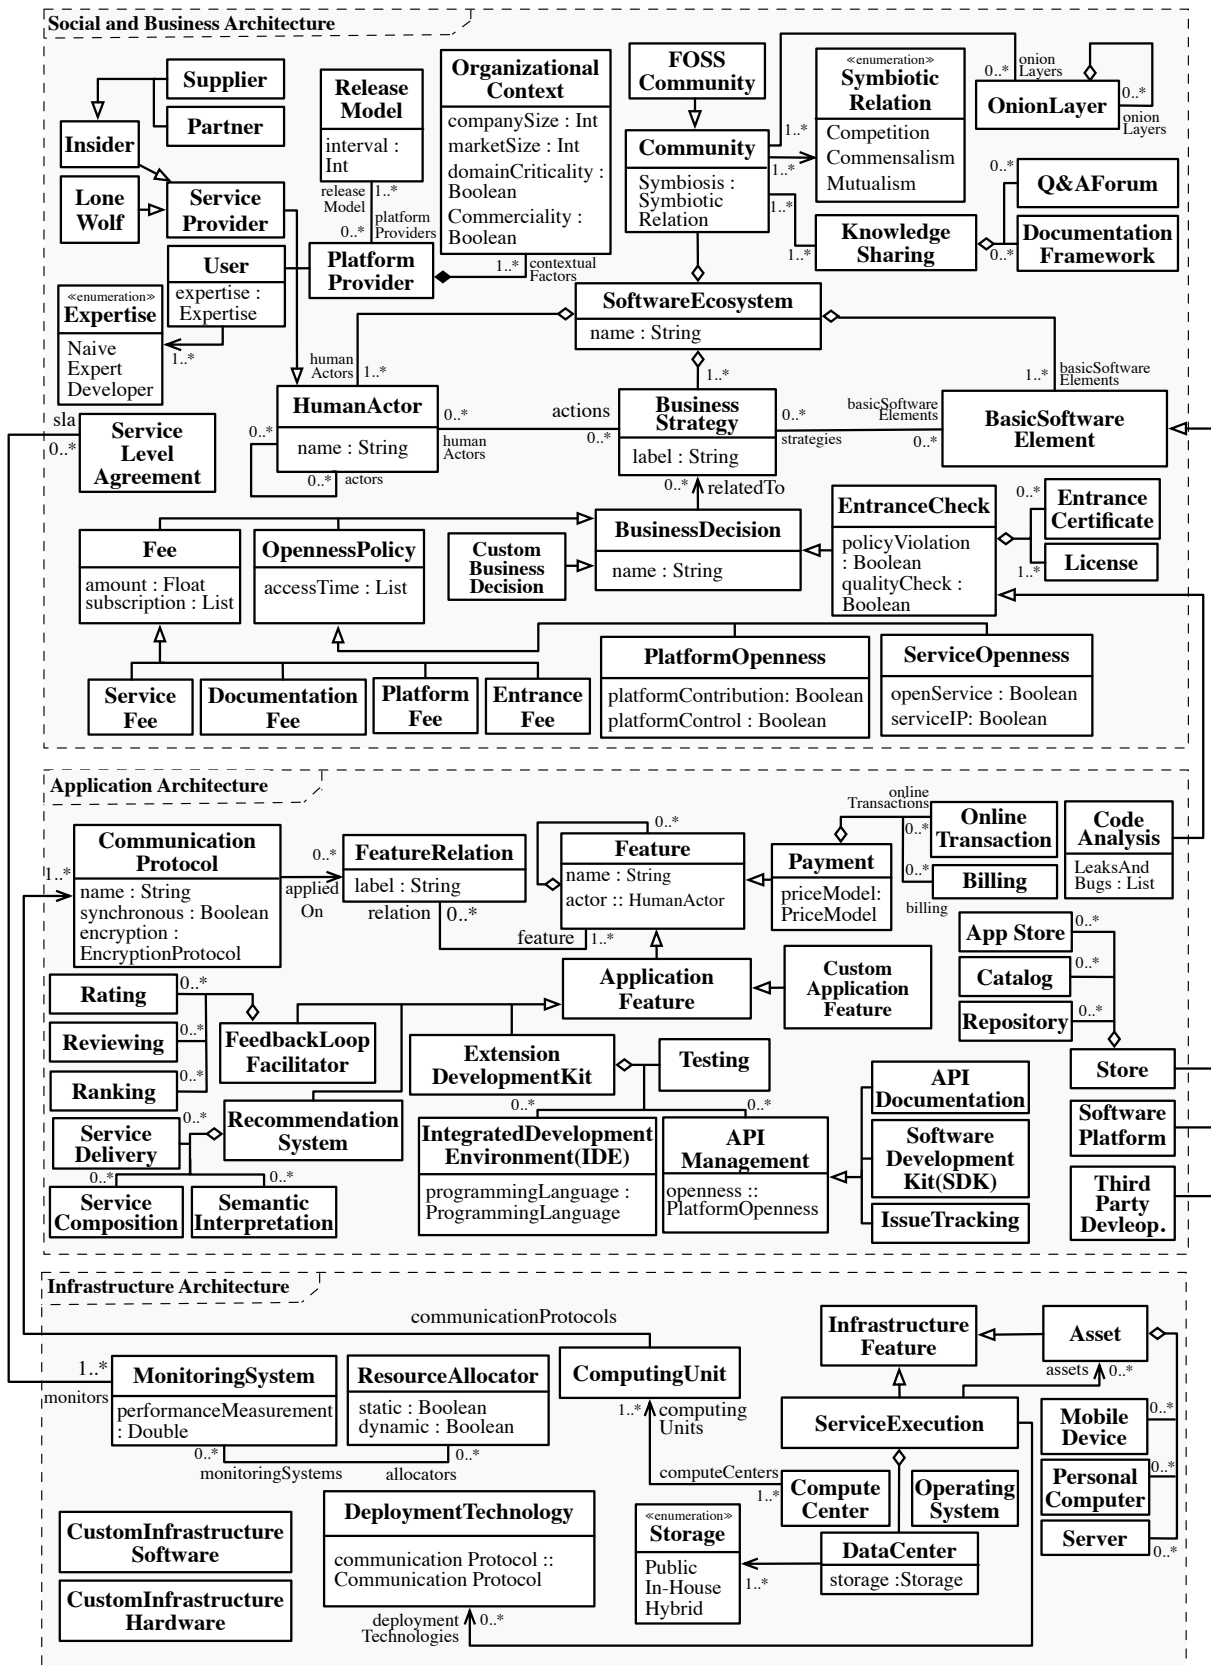 Social and Business Architecture
Supplier
Partner
Insider
Lone
Wolf
Service
Provider
Release
Model
interval :
Int
release
Model
1..*
0..*
platform
Providers
Organizational
Context
companySize : Int
marketSize : Int
domainCriticality :
Boolean
Commerciality :
Boolean
1..*
contextual
Factors
Platform
Provider
User
expertise :
Expertise
«enumeration»
Expertise
Naive
Expert
Developer
1..*
FOSS
Community
Community
Symbiosis :
Symbiotic
Relation
1..*
1..*
1..*
1..*
«enumeration»
Symbiotic
Relation
Competition
Commensalism
Mutualism
0..*
onion
Layers
OnionLayer
0..*
onion
Layers
Knowledge
Sharing
0..*
0..*
Q&AForum
Documentation
Framework
SoftwareEcosystem
name : String
human
Actors
1..*
1..*
1..*
basicSoftware
Elements
HumanActor
name : String
0..*
0..*
actors
0..*
human
Actors
actions
0..*
Business
Strategy
label : String
0..*
strategies
basicSoftware
Elements
0..*
BasicSoftware
Element
sla
0..*
Service
Level
Agreement
0..*
relatedTo
BusinessDecision
name : String
Custom
Business
Decision
EntranceCheck
policyViolation
: Boolean
qualityCheck :
Boolean
0..*
1..*
Entrance
Certificate
License
Fee
amount : Float
subscription : List
OpennessPolicy
accessTime : List
Service
Fee
Documentation
Fee
Platform
Fee
Entrance
Fee
PlatformOpenness
platformContribution: Boolean
platformControl : Boolean
ServiceOpenness
openService : Boolean
serviceIP: Boolean
Application Architecture
Communication
Protocol
name : String
synchronous : Boolean
encryption :
EncryptionProtocol
1..*
0..*
applied
On
FeatureRelation
label : String
relation
0..*
feature
1..*
0..*
Feature
name : String
actor :: HumanActor
Payment
priceModel:
PriceModel
online
Transactions
0..*
0..*
billing
Online
Transaction
Billing
Code
Analysis
LeaksAnd
Bugs : List
Application
Feature
Custom
Application
Feature
App Store
Catalog
Repository
0..*
0..*
0..*
Store
Rating
Reviewing
Ranking
0..*
0..*
0..*
FeedbackLoop
Facilitator
Extension
DevelopmentKit
Testing
Recommendation
System
Service
Delivery
0..*
0..*
0..*
Service
Composition
Semantic
Interpretation
0..*
0..*
IntegratedDevelopment
Environment(IDE)
programmingLanguage :
ProgrammingLanguage
API
Management
openness ::
PlatformOpenness
API
Documentation
Software
Development
Kit(SDK)
IssueTracking
Software
Platform
Third
Party
Devleop.
Infrastructure Architecture
communicationProtocols
1..*
monitors
MonitoringSystem
performanceMeasurement
: Double
0..*
monitoringSystems
ResourceAllocator
static : Boolean
dynamic : Boolean
0..*
allocators
ComputingUnit
1..*
computing
Units
computeCenters
1..*
Infrastructure
Feature
Asset
assets
0..*
ServiceExecution
Mobile
Device
Personal
Computer
Server
0..*
0..*
0..*
Compute
Center
Operating
System
DataCenter
storage :Storage
«enumeration»
Storage
Public
In-House
Hybrid
1..*
DeploymentTechnology
communication Protocol ::
Communication Protocol
deployment
Technologies
0..*
CustomInfrastructure
Software
CustomInfrastructure
Hardware